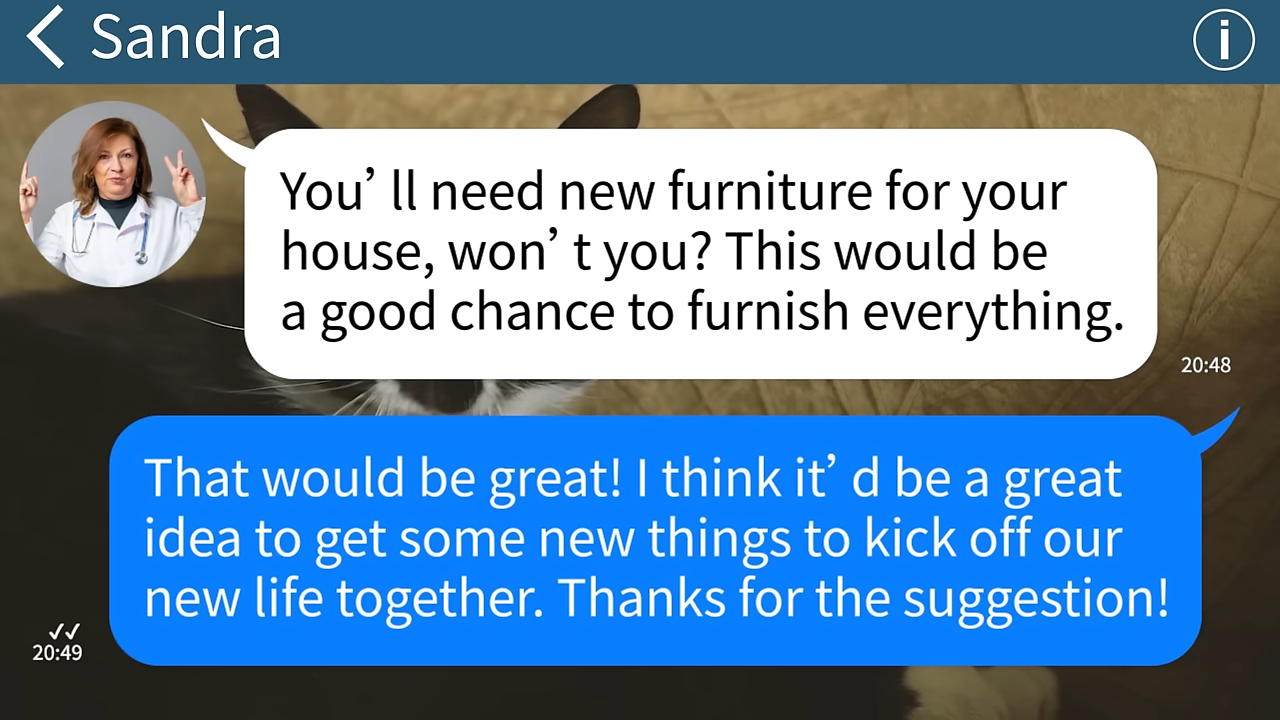 Sandra
i
You’ ll need new furniture for your
house, won’ t you? This would be
a good chance to furnish everything.
20:48
That would be great! I think it’ d be a great
idea to get some new things to kick off our
new life together. Thanks for the suggestion!
20:49